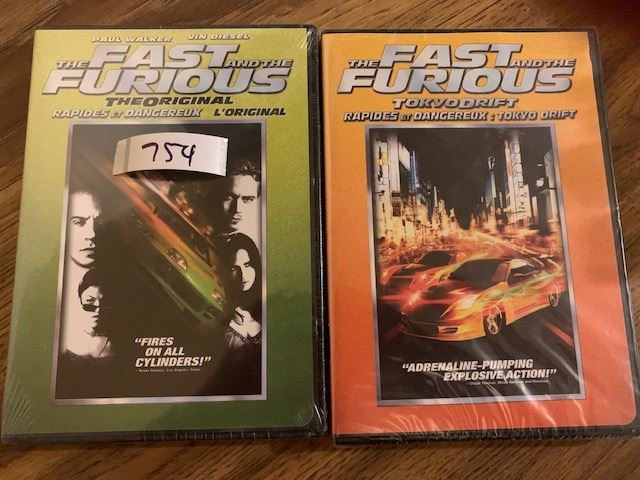 PAUL WALKER VIN DIESEL
THE FAST AND THE
FURIOUS
THE ORIGINAL
RAPIDES ET DANGEREUX L'ORIGINAL
754
"FIRES
ON ALL
CYLINDERS!"
THE FAST AND THE
FURIOUS
TOKYO DRIFT
RAPIDES ET DANGEREUX : TOKYO DRIFT
"ADRENALINE-PUMPING
EXPLOSIVE ACTION!"